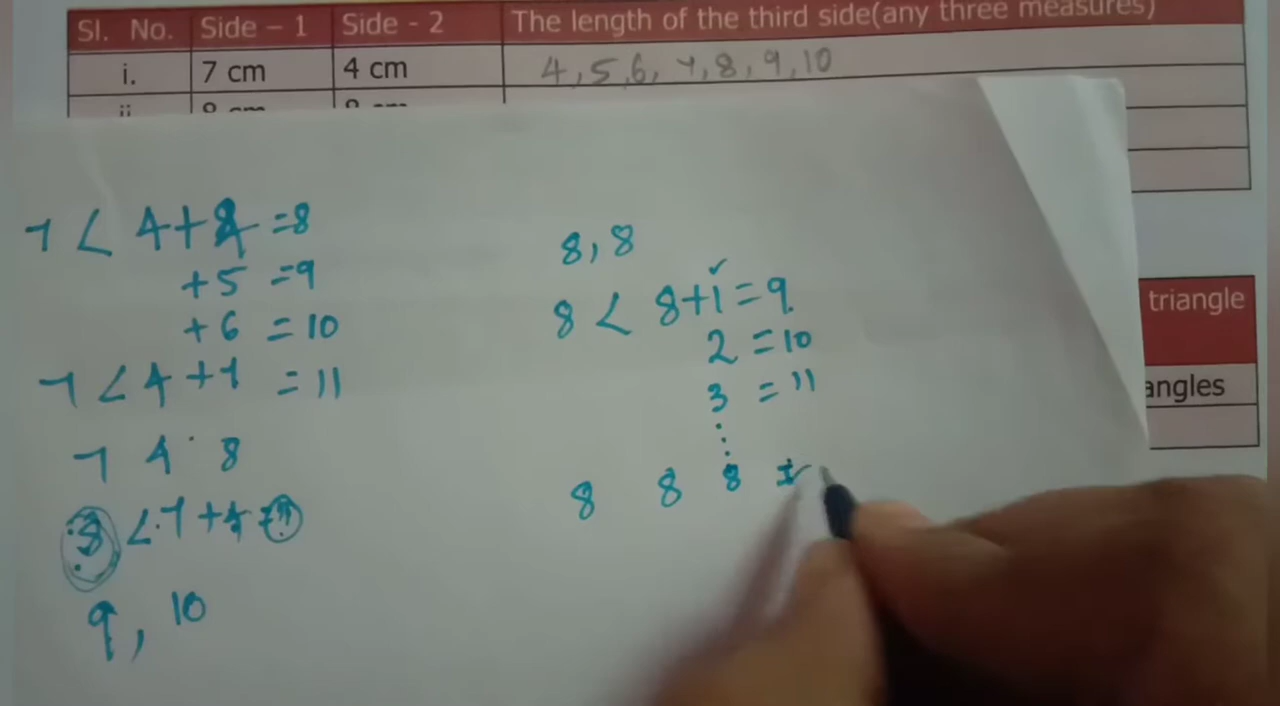 Sl. No. Side – 1 Side - 2 The length of the third side(any three measures)
i. 7 cm 4 cm 4, 5, 6, 7, 8, 9, 10
ii
7 < 4+4 =8
+5 =9
+6 =10
7 < 4 +7 =11
7 4 8
8 < 7 + 4 = 11
9, 10
8, 8
8 < 8+1 = 9
2 = 10
3 = 11
8 8 8
triangle
angles